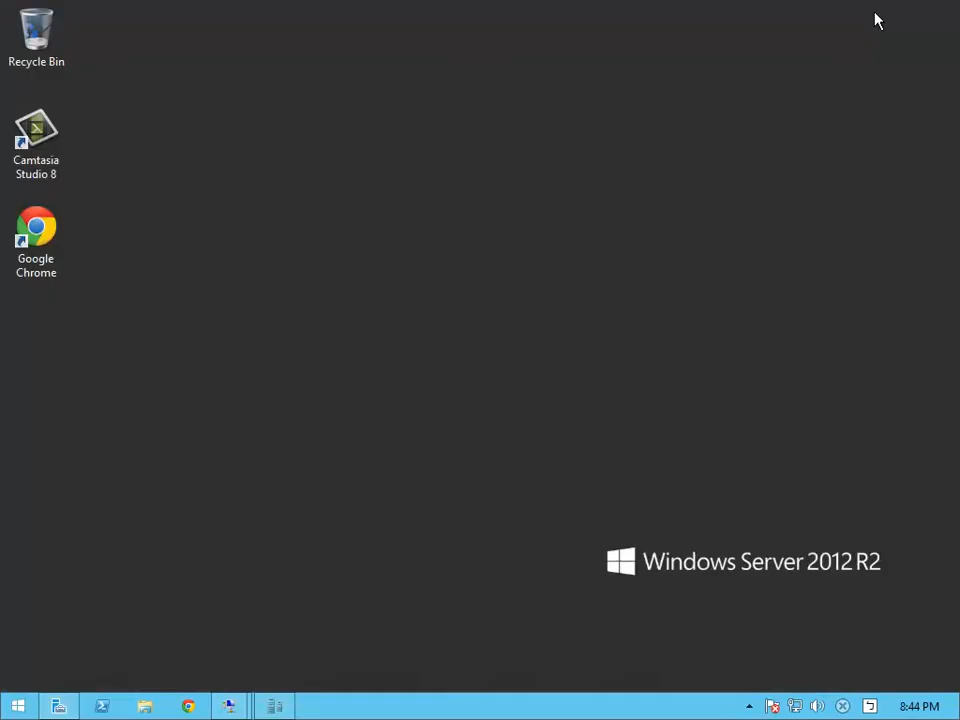 Recycle Bin
Camtasia
Studio 8
Google
Chrome
Windows Server 2012 R2
8:44 PM